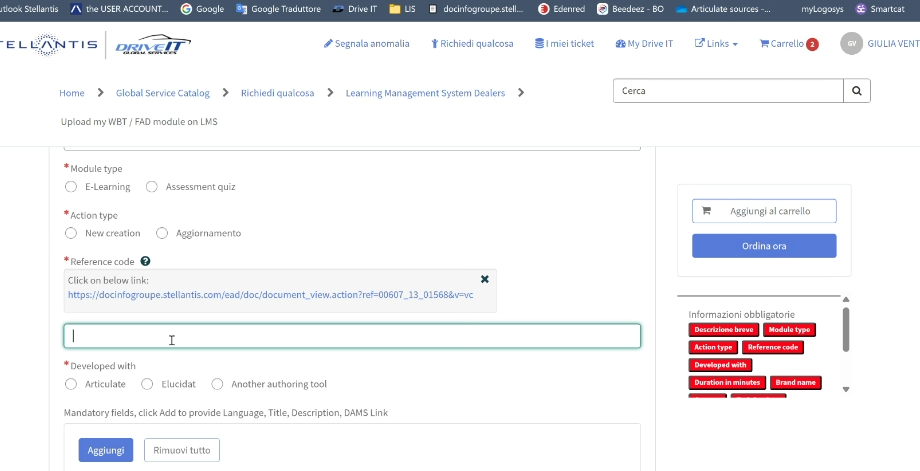 utlook Stellantis the USER ACCOUNT... Google Google Traduttore Drive IT LIS docinfogroupe.stell... Edenred Beedeez - BO Articulate sources -... myLogosys Smartcat
STELLANTIS DRIVEIT GLOBAL SERVICES Segnala anomalia Richiedi qualcosa I miei ticket My Drive IT Links Carrello 2 GV GIULIA VENT
Home > Global Service Catalog > Richiedi qualcosa > Learning Management System Dealers > Cerca
Upload my WBT / FAD module on LMS
*Module type
E-Learning Assessment quiz
*Action type
New creation Aggiornamento
*Reference code ?
Click on below link:
https://docinfogroupe.stellantis.com/ead/doc/document_view.action?ref=00607_13_01568&v=vc
*Developed with
Articulate Elucidat Another authoring tool
Mandatory fields, click Add to provide Language, Title, Description, DAMS Link
Aggiungi Rimuovi tutto
Aggiungi al carrello
Ordina ora
Informazioni obbligatorie
Descrizione breve Module type
Action type Reference code
Developed with
Duration in minutes Brand name